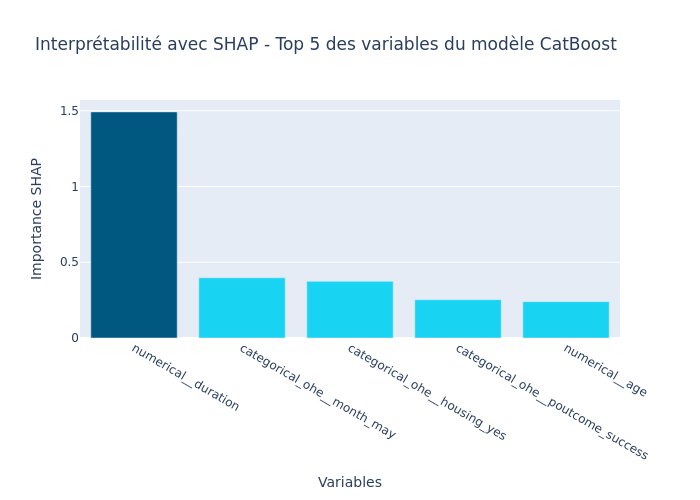 Interprétabilité avec SHAP - Top 5 des variables du modèle CatBoost
Importance SHAP
1.5
1
0.5
0
numerical__duration
categorical_ohe__month_may
categorical_ohe__housing_yes
categorical_ohe__poutcome_success
numerical__age
Variables